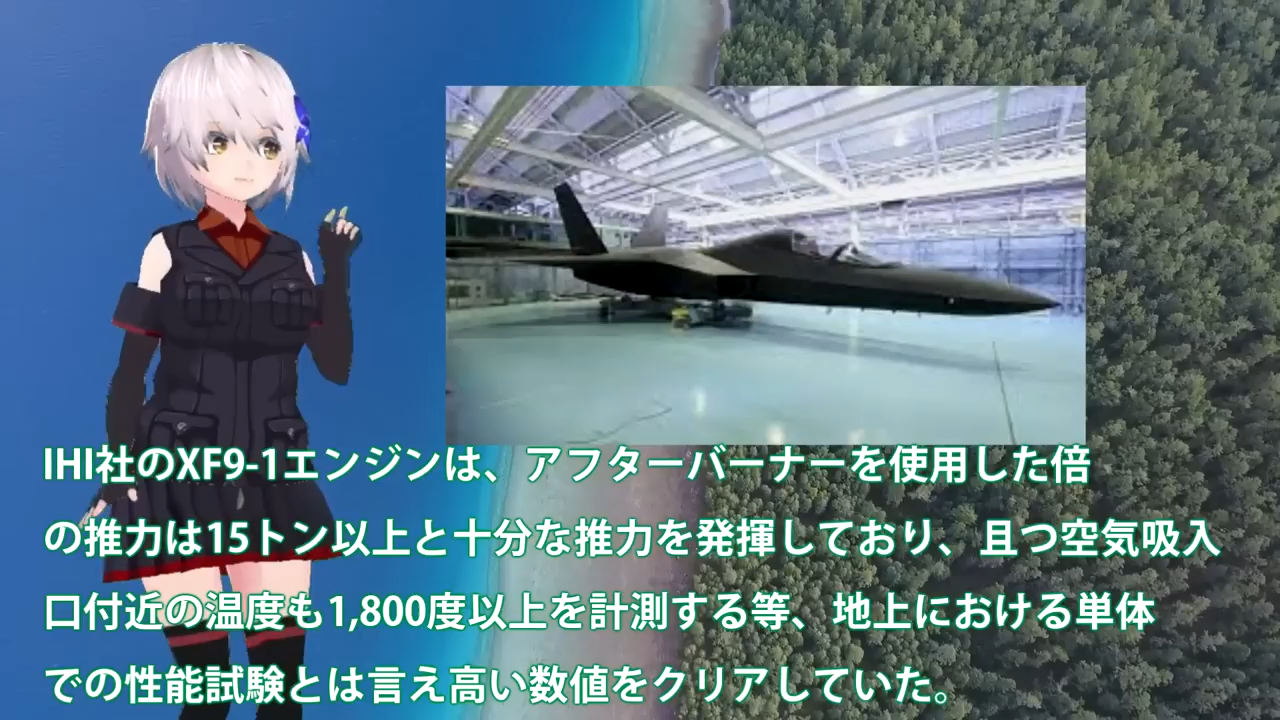 IHI社のXF9-1エンジンは、アフターバーナーを使用した倍
の推力は15トン以上と十分な推力を発揮しており、且つ空気吸入
口付近の温度も1,800度以上を計測する等、地上における単体
での性能試験とは言え高い数値をクリアしていた。